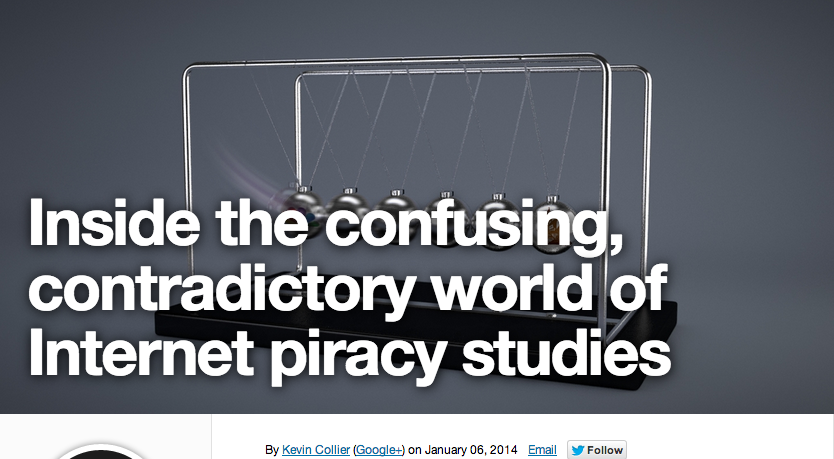 Inside the confusing,
contradictory world of
Internet piracy studies
By Kevin Collier (Google+) on January 06, 2014 Email Follow